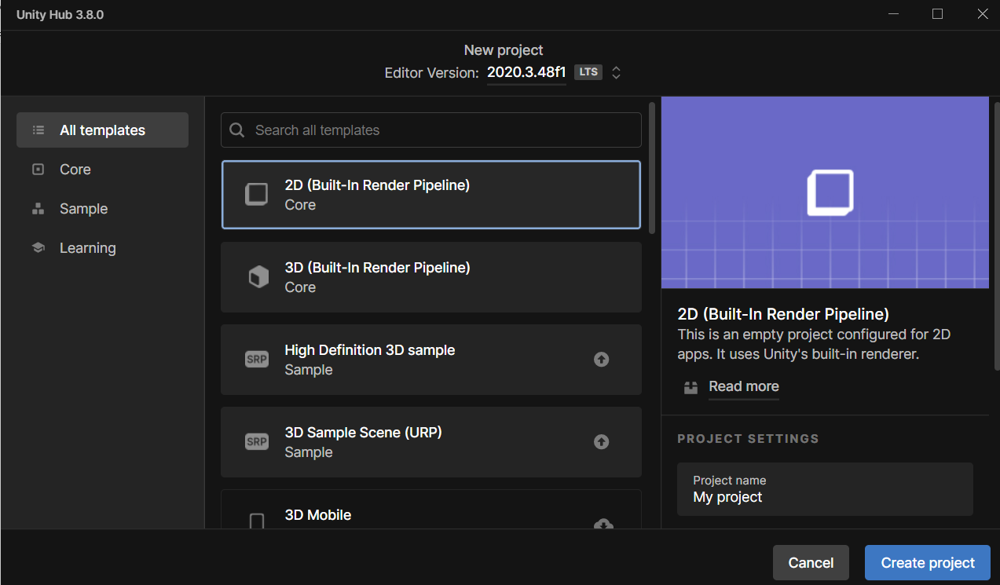 Unity Hub 3.8.0
New project
Editor Version: 2020.3.48f1 LTS
All templates
Core
Sample
Learning
Search all templates
2D (Built-In Render Pipeline)
Core
3D (Built-In Render Pipeline)
Core
SRP High Definition 3D sample
Sample
SRP 3D Sample Scene (URP)
Sample
3D Mobile
2D (Built-In Render Pipeline)
This is an empty project configured for 2D
apps. It uses Unity's built-in renderer.
Read more
PROJECT SETTINGS
Project name
My project
Cancel
Create project